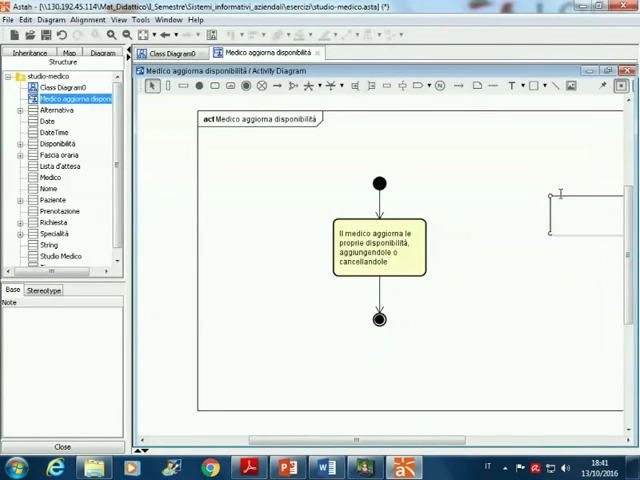 Astah - [\\130.192.45.114\Mat_Didattico\I_Semestre\Sistemi_informativi_aziendali\esercizi\studio-medico.asta] (*)
File Edit Diagram Alignment View Tool Window Help
Inheritance Map Diagram
Structure
Class Diagram0 Medico aggiorna disponibilità
Medico aggiorna disponibilità / Activity Diagram
studio-medico
Class Diagram0
Medico aggiorna disponi
Alternativa
Date
DateTime
Disponibilità
Fascia oraria
Lista d'attesa
Medico
Nome
Paziente
Prenotazione
Richiesta
Specialità
String
Studio Medico
Base Stereotype
Note
Close
act Medico aggiorna disponibilità
Il medico aggiorna le
proprie disponibilità,
aggiungendole o
cancellandole
IT
18:41
13/10/2016